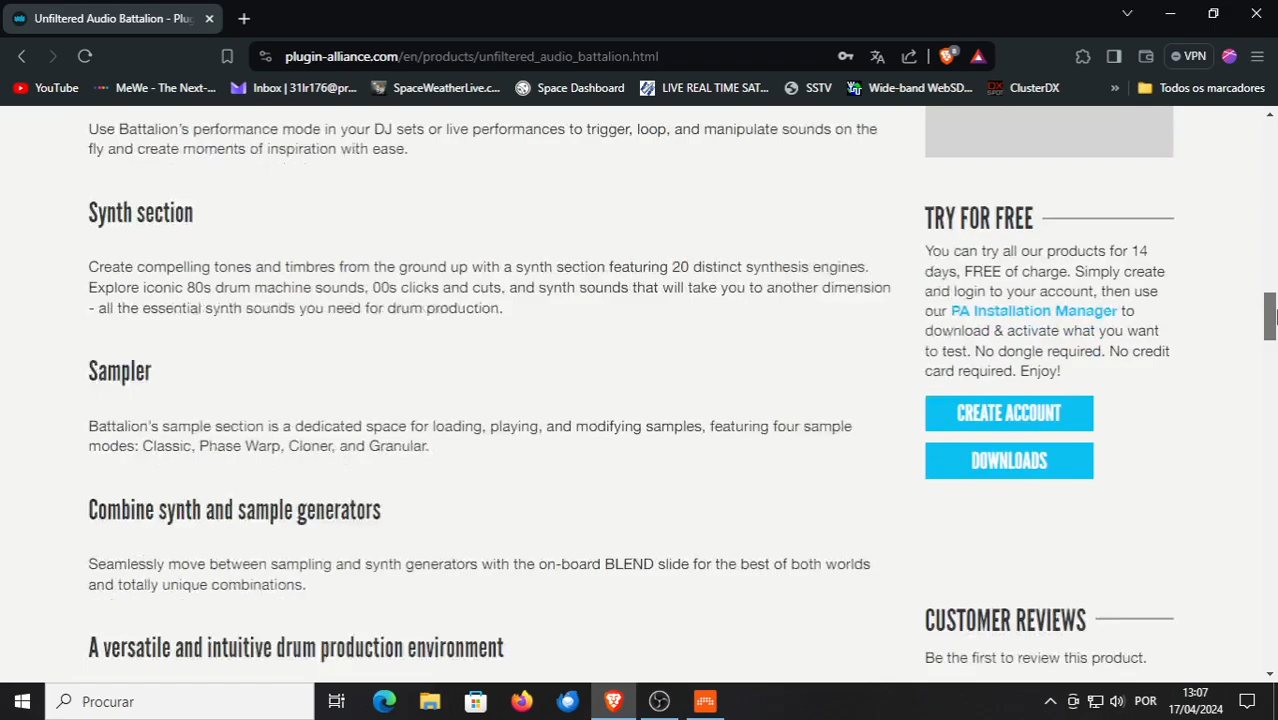 Unfiltered Audio Battalion - Plug
plugin-alliance.com/en/products/unfiltered_audio_battalion.html
8
VPN
YouTube
MeWe - The Next-...
Inbox | 31lr176@pr...
SpaceWeatherLive.c...
Space Dashboard
LIVE REAL TIME SAT...
SSTV
Wide-band WebSD...
DX SPOT
ClusterDX
»
Todos os marcadores
Use Battalion's performance mode in your DJ sets or live performances to trigger, loop, and manipulate sounds on the
fly and create moments of inspiration with ease.
Synth section
Create compelling tones and timbres from the ground up with a synth section featuring 20 distinct synthesis engines.
Explore iconic 80s drum machine sounds, 00s clicks and cuts, and synth sounds that will take you to another dimension
- all the essential synth sounds you need for drum production.
Sampler
Battalion's sample section is a dedicated space for loading, playing, and modifying samples, featuring four sample
modes: Classic, Phase Warp, Cloner, and Granular.
Combine synth and sample generators
Seamlessly move between sampling and synth generators with the on-board BLEND slide for the best of both worlds
and totally unique combinations.
A versatile and intuitive drum production environment
TRY FOR FREE
You can try all our products for 14
days, FREE of charge. Simply create
and login to your account, then use
our PA Installation Manager to
download & activate what you want
to test. No dongle required. No credit
card required. Enjoy!
CREATE ACCOUNT
DOWNLOADS
CUSTOMER REVIEWS
Be the first to review this product.
Procurar
POR
13:07
17/04/2024